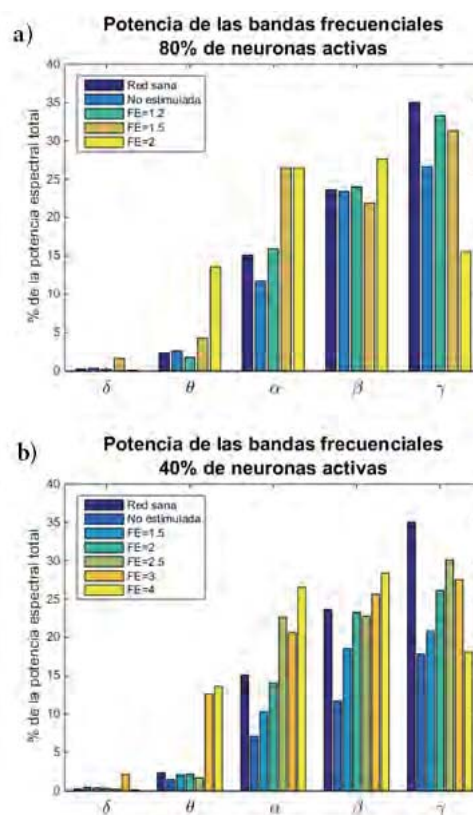 a)
Potencia de las bandas frecuenciales
80% de neuronas activas
% de la potencia espectral total
40
35
30
25
20
15
10
5
0
Red sana
No estimulada
FE=1.2
FE=1.5
FE=2
δ θ α β γ
b)
Potencia de las bandas frecuenciales
40% de neuronas activas
% de la potencia espectral total
40
35
30
25
20
15
10
5
0
Red sana
No estimulada
FE=1.5
FE=2
FE=2.5
FE=3
FE=4
δ θ α β γ